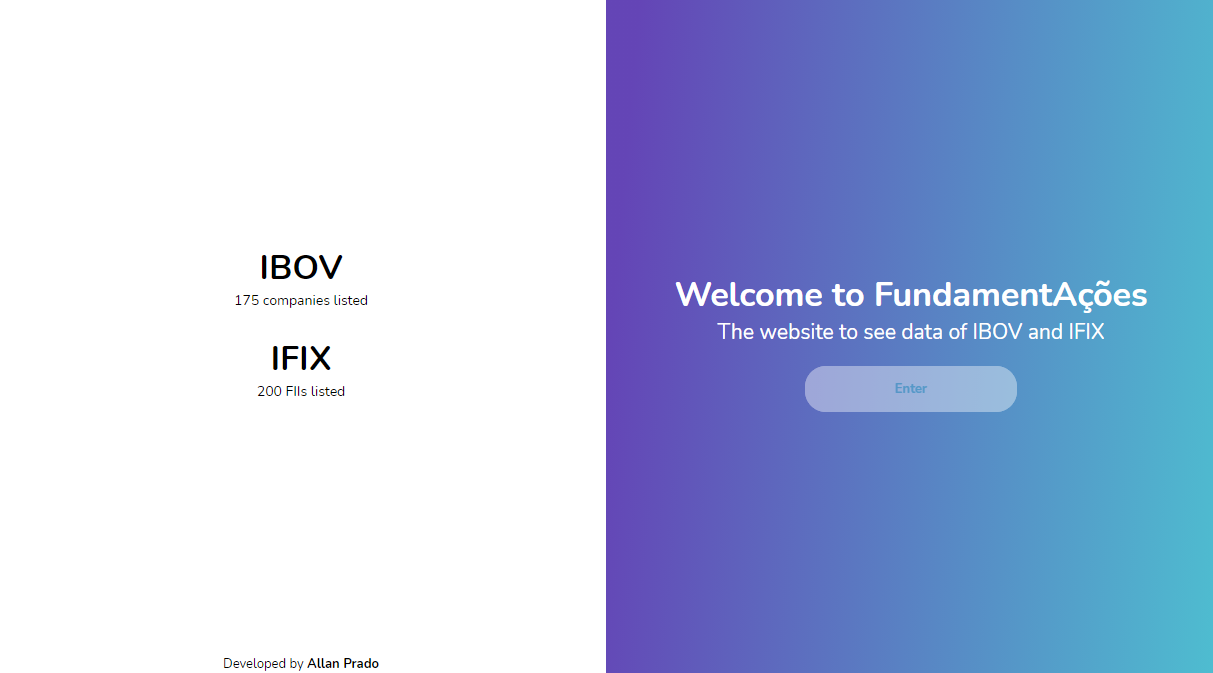 IBOV
175 companies listed
IFIX
200 FIIs listed
Developed by Allan Prado
Welcome to FundamentAções
The website to see data of IBOV and IFIX
Enter